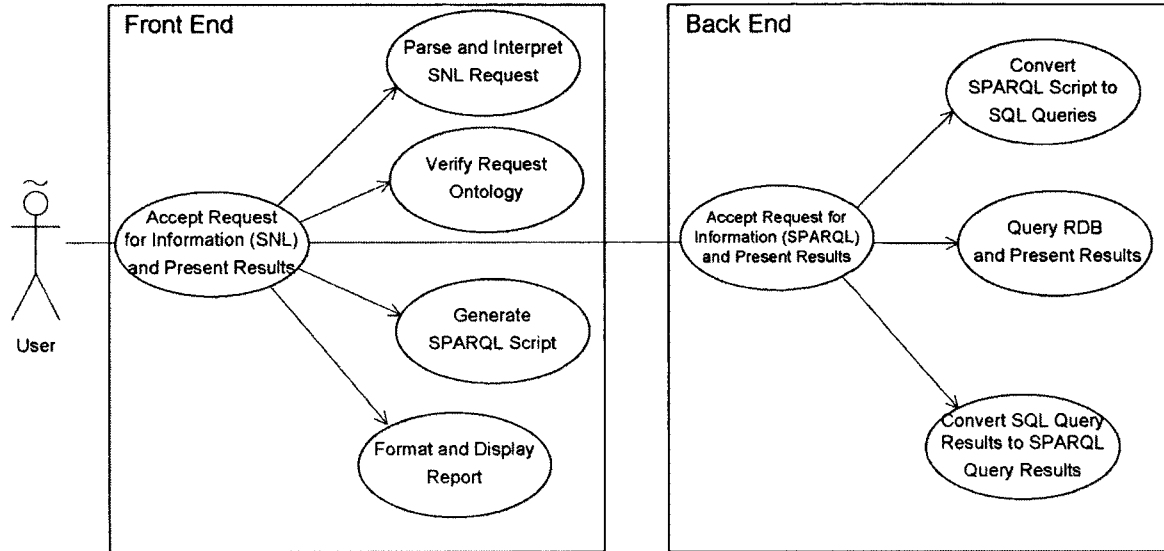 Front End
Parse and Interpret
SNL Request
Verify Request
Ontology
Accept Request
for Information (SNL)
and Present Results
Generate
SPARQL Script
Format and Display
Report
User
Back End
Convert
SPARQL Script to
SQL Queries
Accept Request for
Information (SPARQL)
and Present Results
Query RDB
and Present Results
Convert SQL Query
Results to SPARQL
Query Results